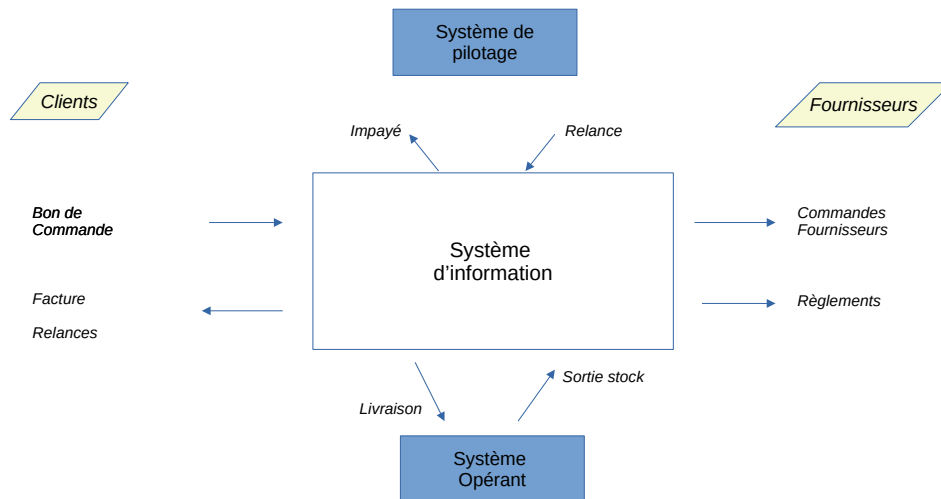 Système de
pilotage
Clients
Fournisseurs
Impayé
Relance
Bon de
Commande
Système
d’information
Commandes
Fournisseurs
Facture
Relances
Règlements
Sortie stock
Livraison
Système
Opérant